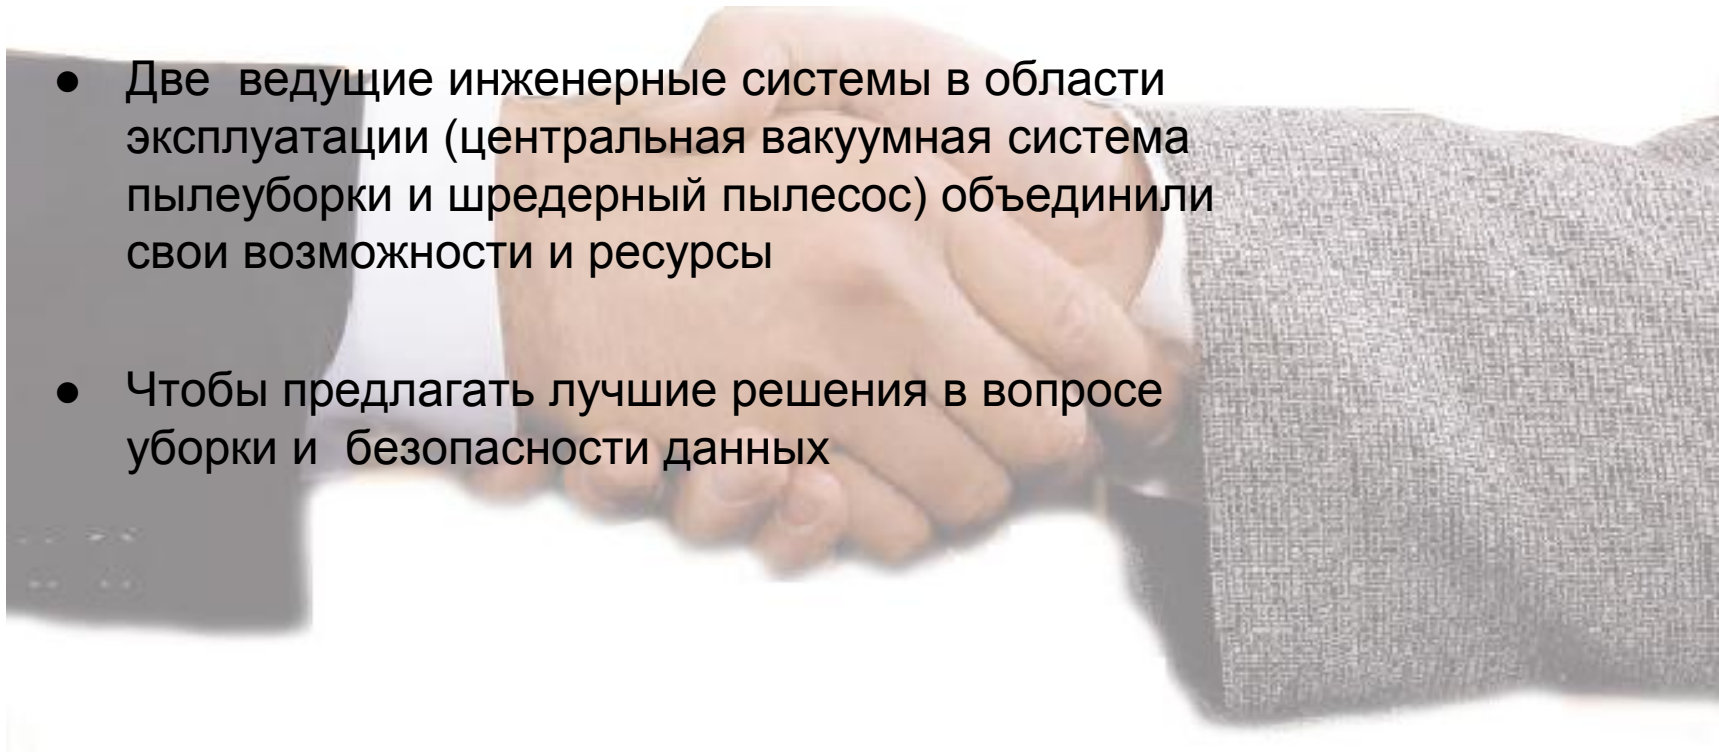 ● Две  ведущие инженерные системы в области
эксплуатации (центральная вакуумная система
пылеуборки и шредерный пылесос) объединили
свои возможности и ресурсы
● Чтобы предлагать лучшие решения в вопросе
уборки и  безопасности данных